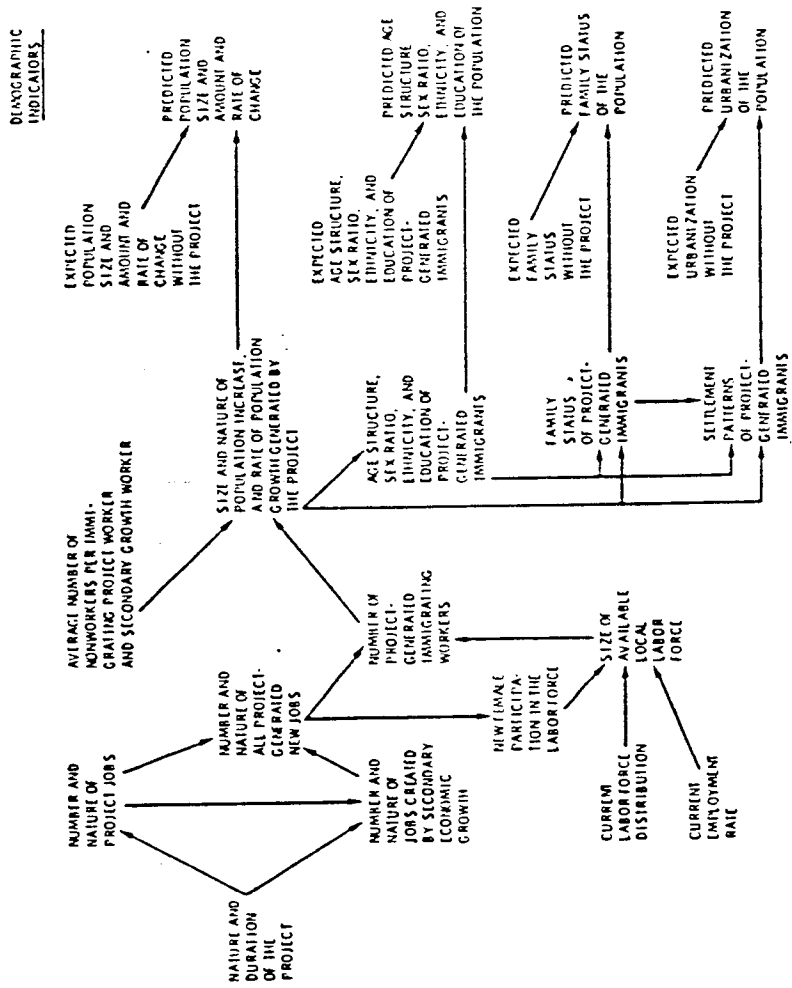 DEMOGRAPHIC
INDICATORS
NATURE AND
DURATION
OF THE
PROJECT
NUMBER AND
NATURE OF
PROJECT JOBS
NUMBER AND
NATURE OF
JOBS CREATED
BY SECONDARY
ECONOMIC
GROWTH
NUMBER AND
NATURE OF
ALL PROJECT-
GENERATED
NEW JOBS
AVERAGE NUMBER OF
NONWORKERS PER IMMI-
GRATING PROJECT WORKER
AND SECONDARY GROWTH WORKER
NUMBER OF
PROJECT-
GENERATED
IMMIGRATING
WORKERS
NEW FEMALE
PARTICIPA-
TION IN THE
LABOR FORCE
CURRENT
LABOR FORCE
DISTRIBUTION
CURRENT
EMPLOYMENT
RATE
SIZE OF
AVAILABLE
LOCAL
LABOR
FORCE
SIZE AND NATURE OF
POPULATION INCREASE,
AND RATE OF POPULATION
GROWTH GENERATED BY
THE PROJECT
AGE STRUCTURE,
SEX RATIO,
ETHNICITY, AND
EDUCATION OF
PROJECT-
GENERATED
IMMIGRANTS
FAMILY
STATUS
OF PROJECT-
GENERATED
IMMIGRANTS
SETTLEMENT
PATTERNS
OF PROJECT-
GENERATED
IMMIGRANTS
EXPECTED
POPULATION
SIZE AND
AMOUNT AND
RATE OF
CHANGE
WITHOUT
THE PROJECT
EXPECTED
AGE STRUCTURE,
SEX RATIO,
ETHNICITY, AND
EDUCATION OF
PROJECT-
GENERATED
IMMIGRANTS
EXPECTED
FAMILY
STATUS
WITHOUT
THE PROJECT
EXPECTED
URBANIZATION
WITHOUT
THE PROJECT
PREDICTED
POPULATION
SIZE AND
AMOUNT AND
RATE OF
CHANGE
PREDICTED AGE
STRUCTURE
SEX RATIO,
ETHNICITY, AND
EDUCATION OF
THE POPULATION
PREDICTED
FAMILY STATUS
OF THE
POPULATION
PREDICTED
URBANIZATION
OF THE
POPULATION